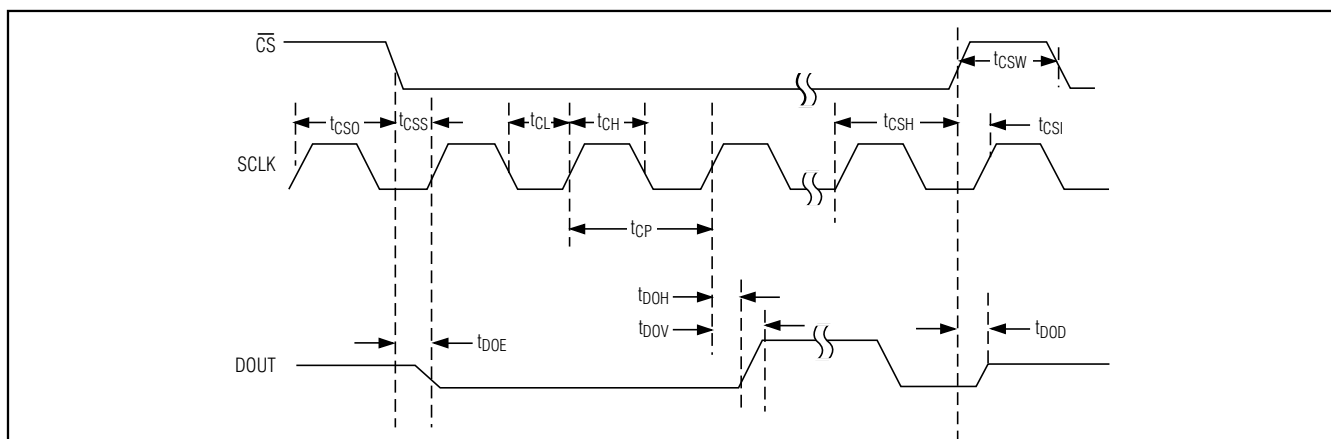 CS
tCSW
tCSO
tCSS
tCL
tCH
tCSH
tCSI
SCLK
tCP
tDOH
tDOV
tDOE
tDOD
DOUT